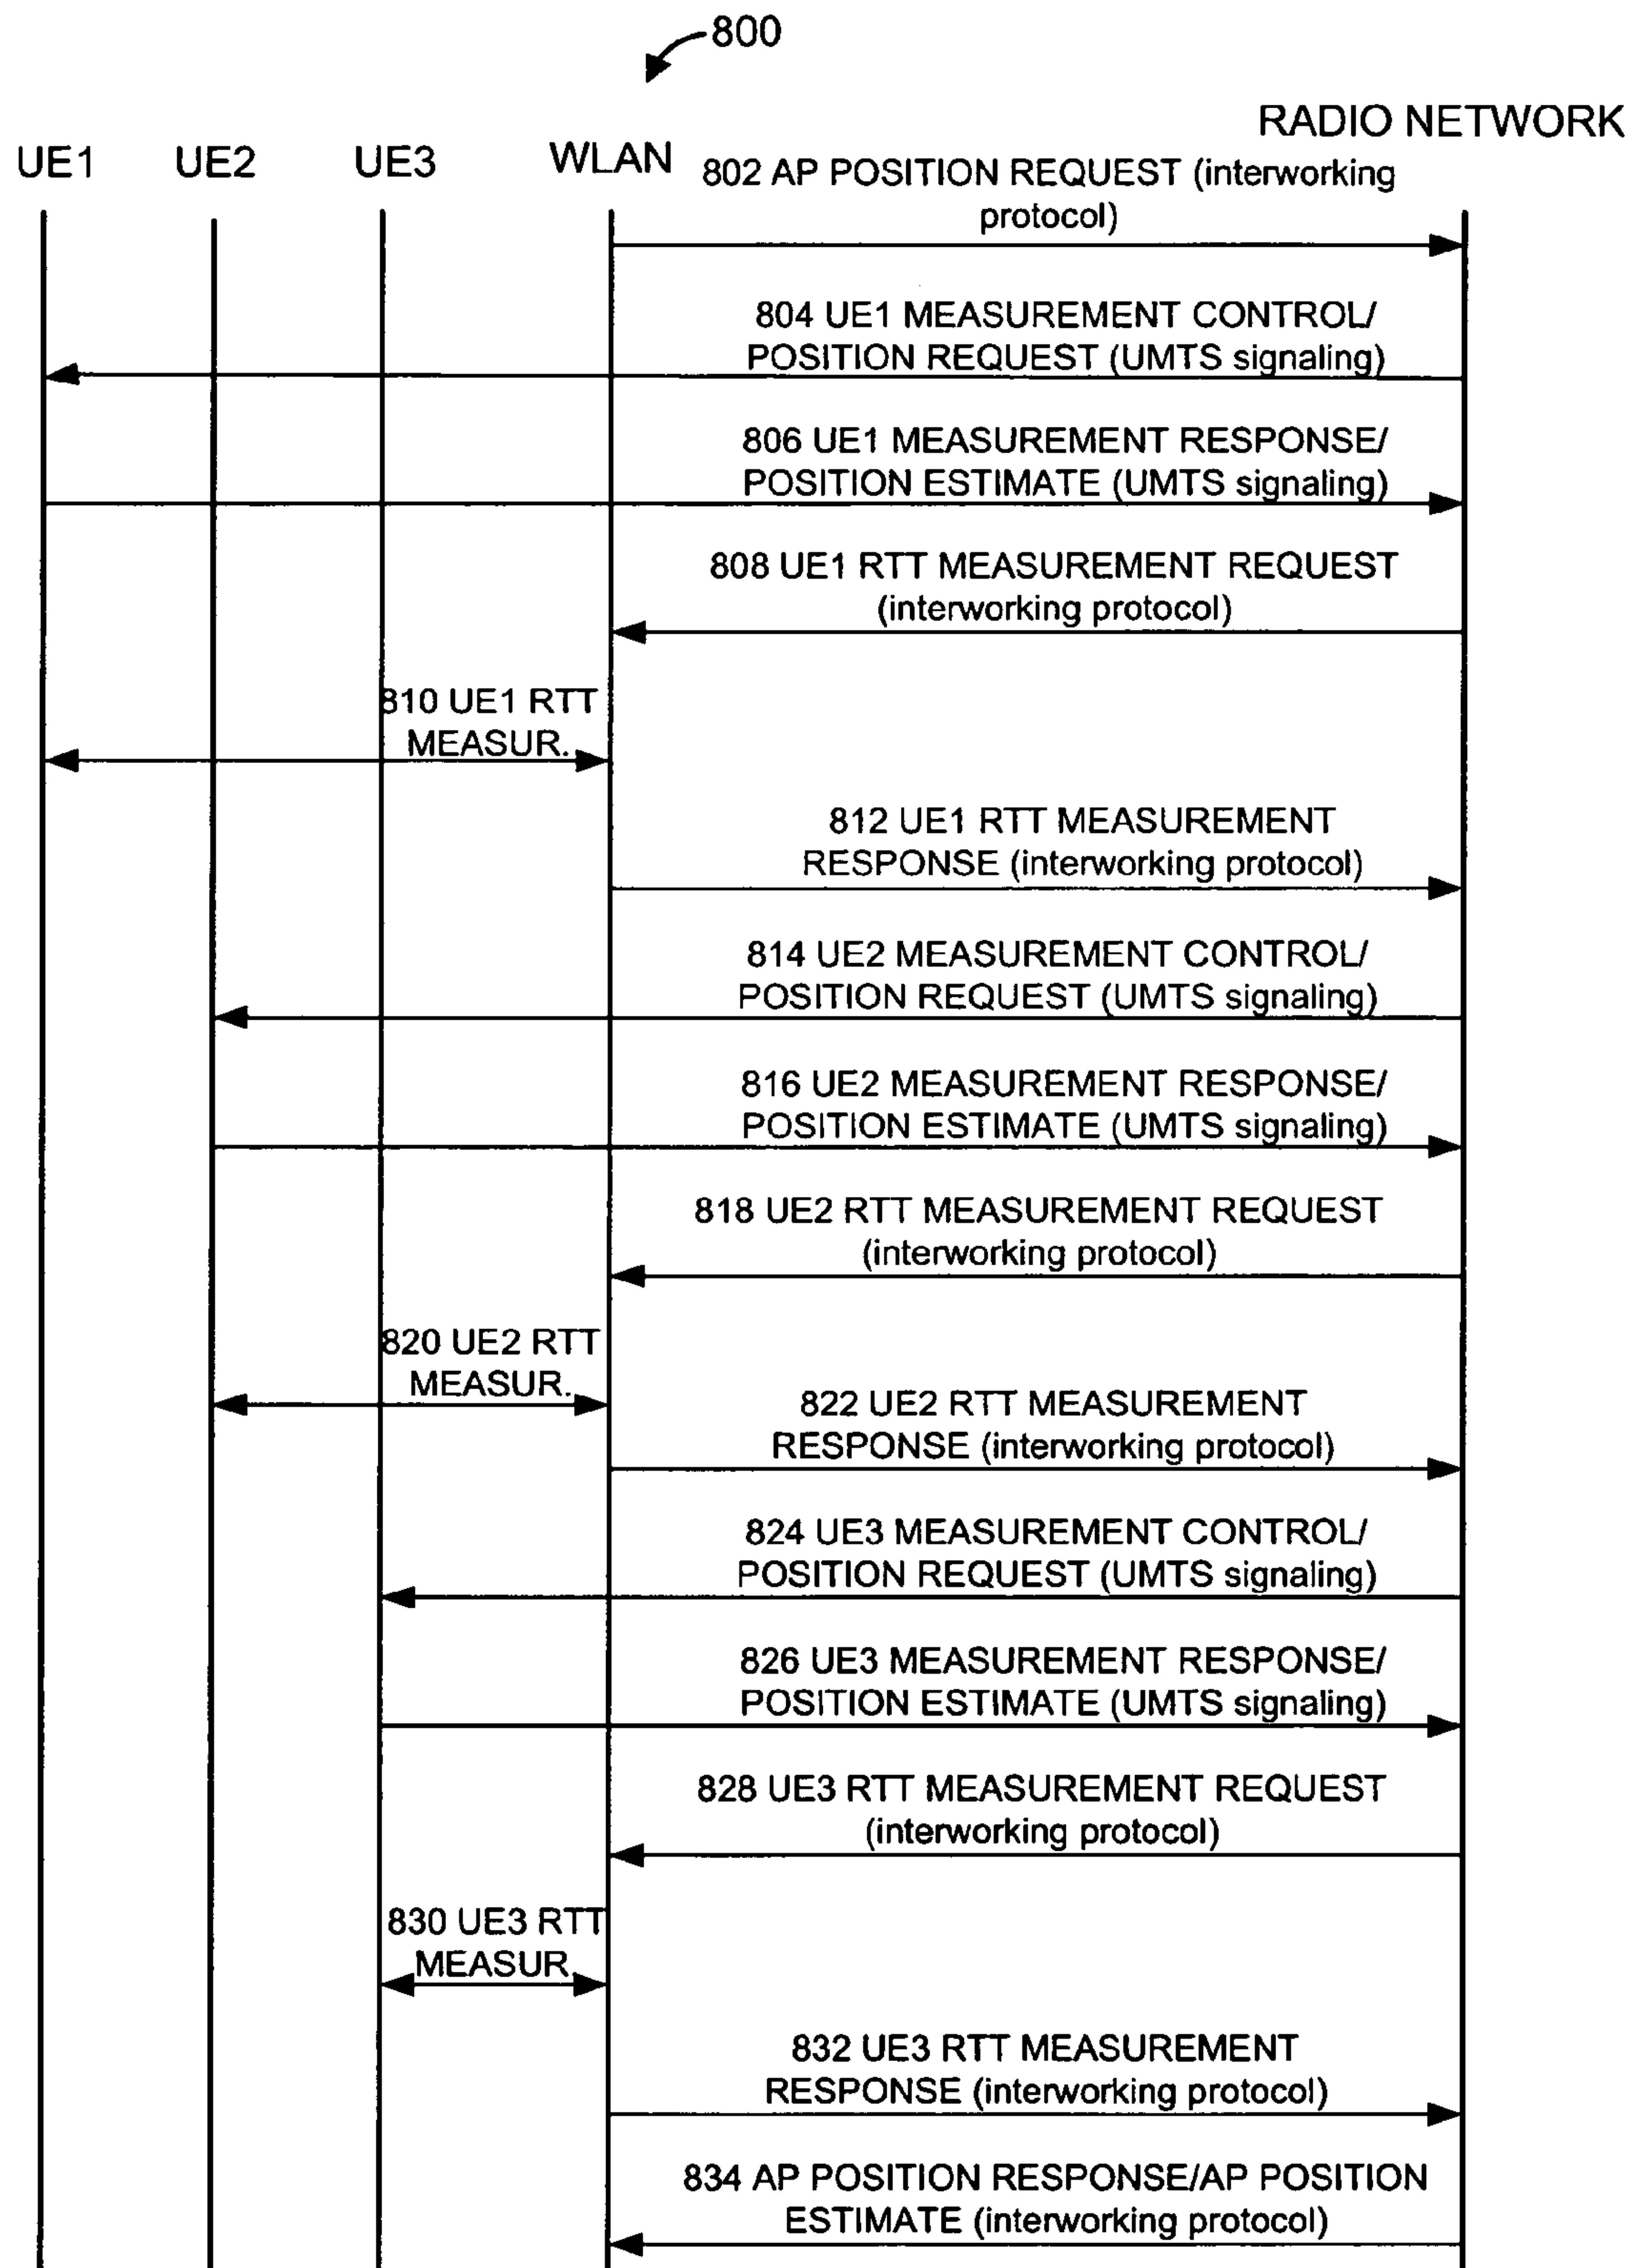 800
RADIO NETWORK
UE1 UE2 UE3 WLAN
802 AP POSITION REQUEST (interworking
protocol)
804 UE1 MEASUREMENT CONTROL/
POSITION REQUEST (UMTS signaling)
806 UE1 MEASUREMENT RESPONSE/
POSITION ESTIMATE (UMTS signaling)
808 UE1 RTT MEASUREMENT REQUEST
(interworking protocol)
810 UE1 RTT
MEASUR.
812 UE1 RTT MEASUREMENT
RESPONSE (interworking protocol)
814 UE2 MEASUREMENT CONTROL/
POSITION REQUEST (UMTS signaling)
816 UE2 MEASUREMENT RESPONSE/
POSITION ESTIMATE (UMTS signaling)
818 UE2 RTT MEASUREMENT REQUEST
(interworking protocol)
820 UE2 RTT
MEASUR.
822 UE2 RTT MEASUREMENT
RESPONSE (interworking protocol)
824 UE3 MEASUREMENT CONTROL/
POSITION REQUEST (UMTS signaling)
826 UE3 MEASUREMENT RESPONSE/
POSITION ESTIMATE (UMTS signaling)
828 UE3 RTT MEASUREMENT REQUEST
(interworking protocol)
830 UE3 RTT
MEASUR.
832 UE3 RTT MEASUREMENT
RESPONSE (interworking protocol)
834 AP POSITION RESPONSE/AP POSITION
ESTIMATE (interworking protocol)